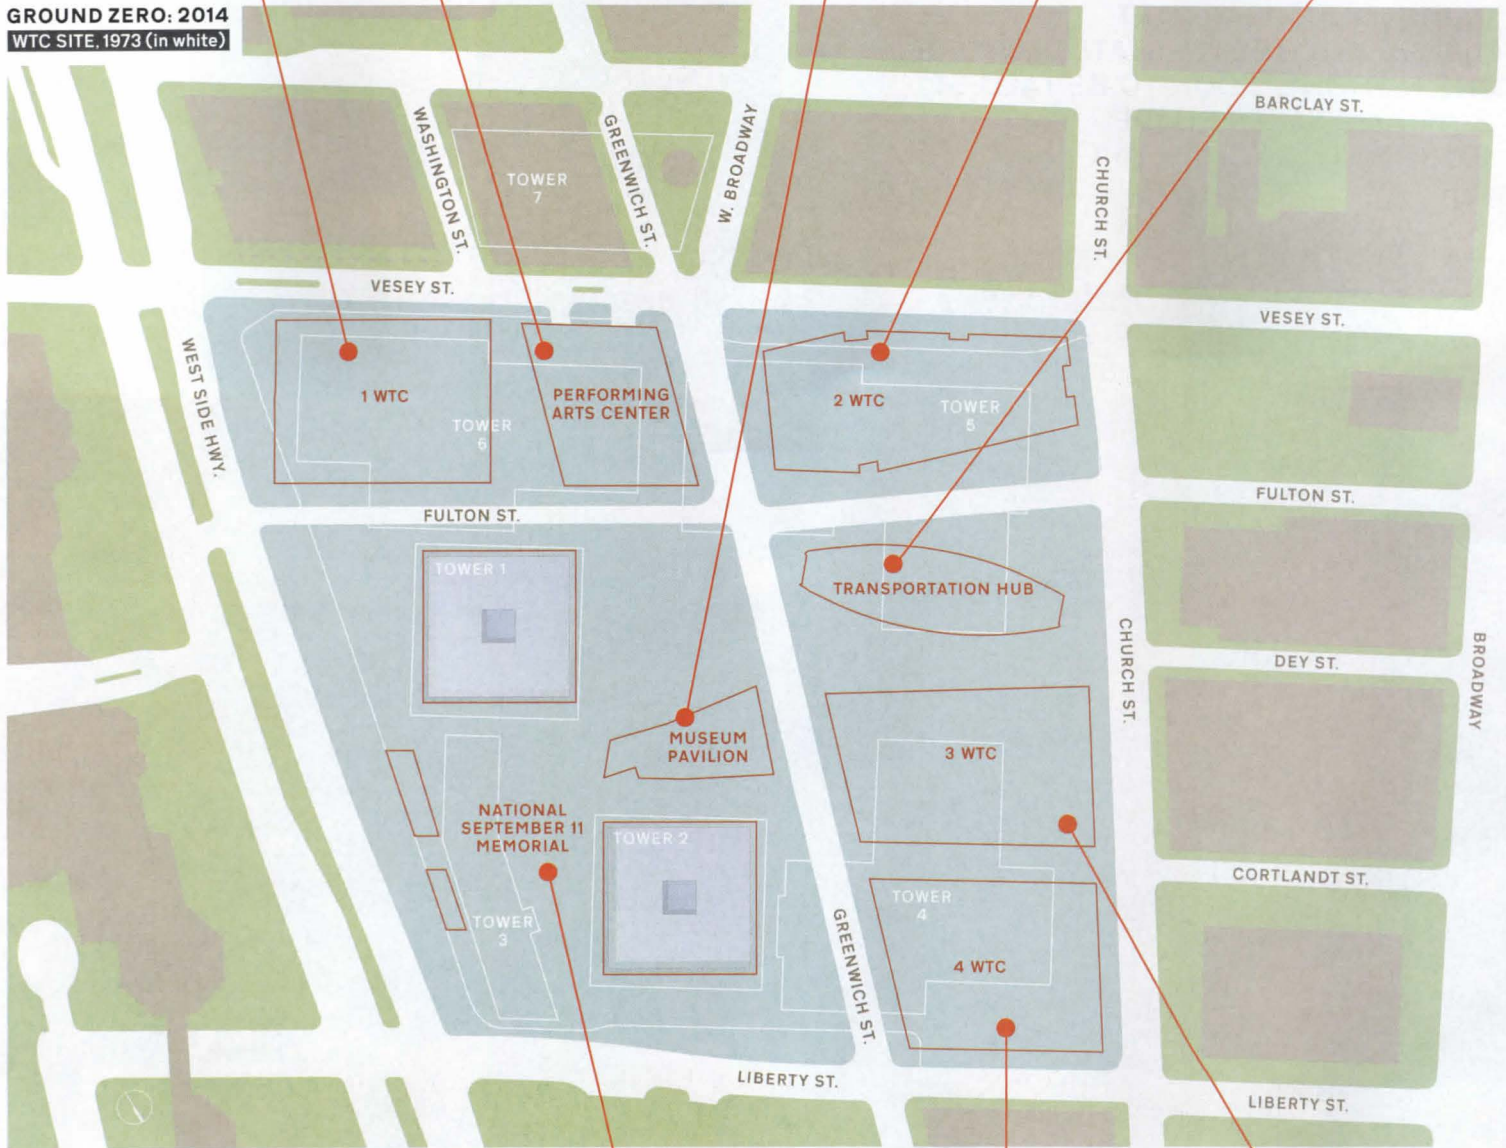 GROUND ZERO: 2014
WTC SITE, 1973 (in white)
BARCLAY ST.
WASHINGTON ST.
GREENWICH ST.
W. BROADWAY
CHURCH ST.
TOWER
7
VESEY ST.
VESEY ST.
WEST SIDE HWY.
1 WTC
PERFORMING
ARTS CENTER
2 WTC
TOWER
5
TOWER
6
FULTON ST.
FULTON ST.
TOWER 1
TRANSPORTATION HUB
CHURCH ST.
DEY ST.
BROADWAY
MUSEUM
PAVILION
3 WTC
NATIONAL
SEPTEMBER 11
MEMORIAL
TOWER 2
CORTLANDT ST.
TOWER
3
TOWER
4
GREENWICH ST.
4 WTC
LIBERTY ST.
LIBERTY ST.